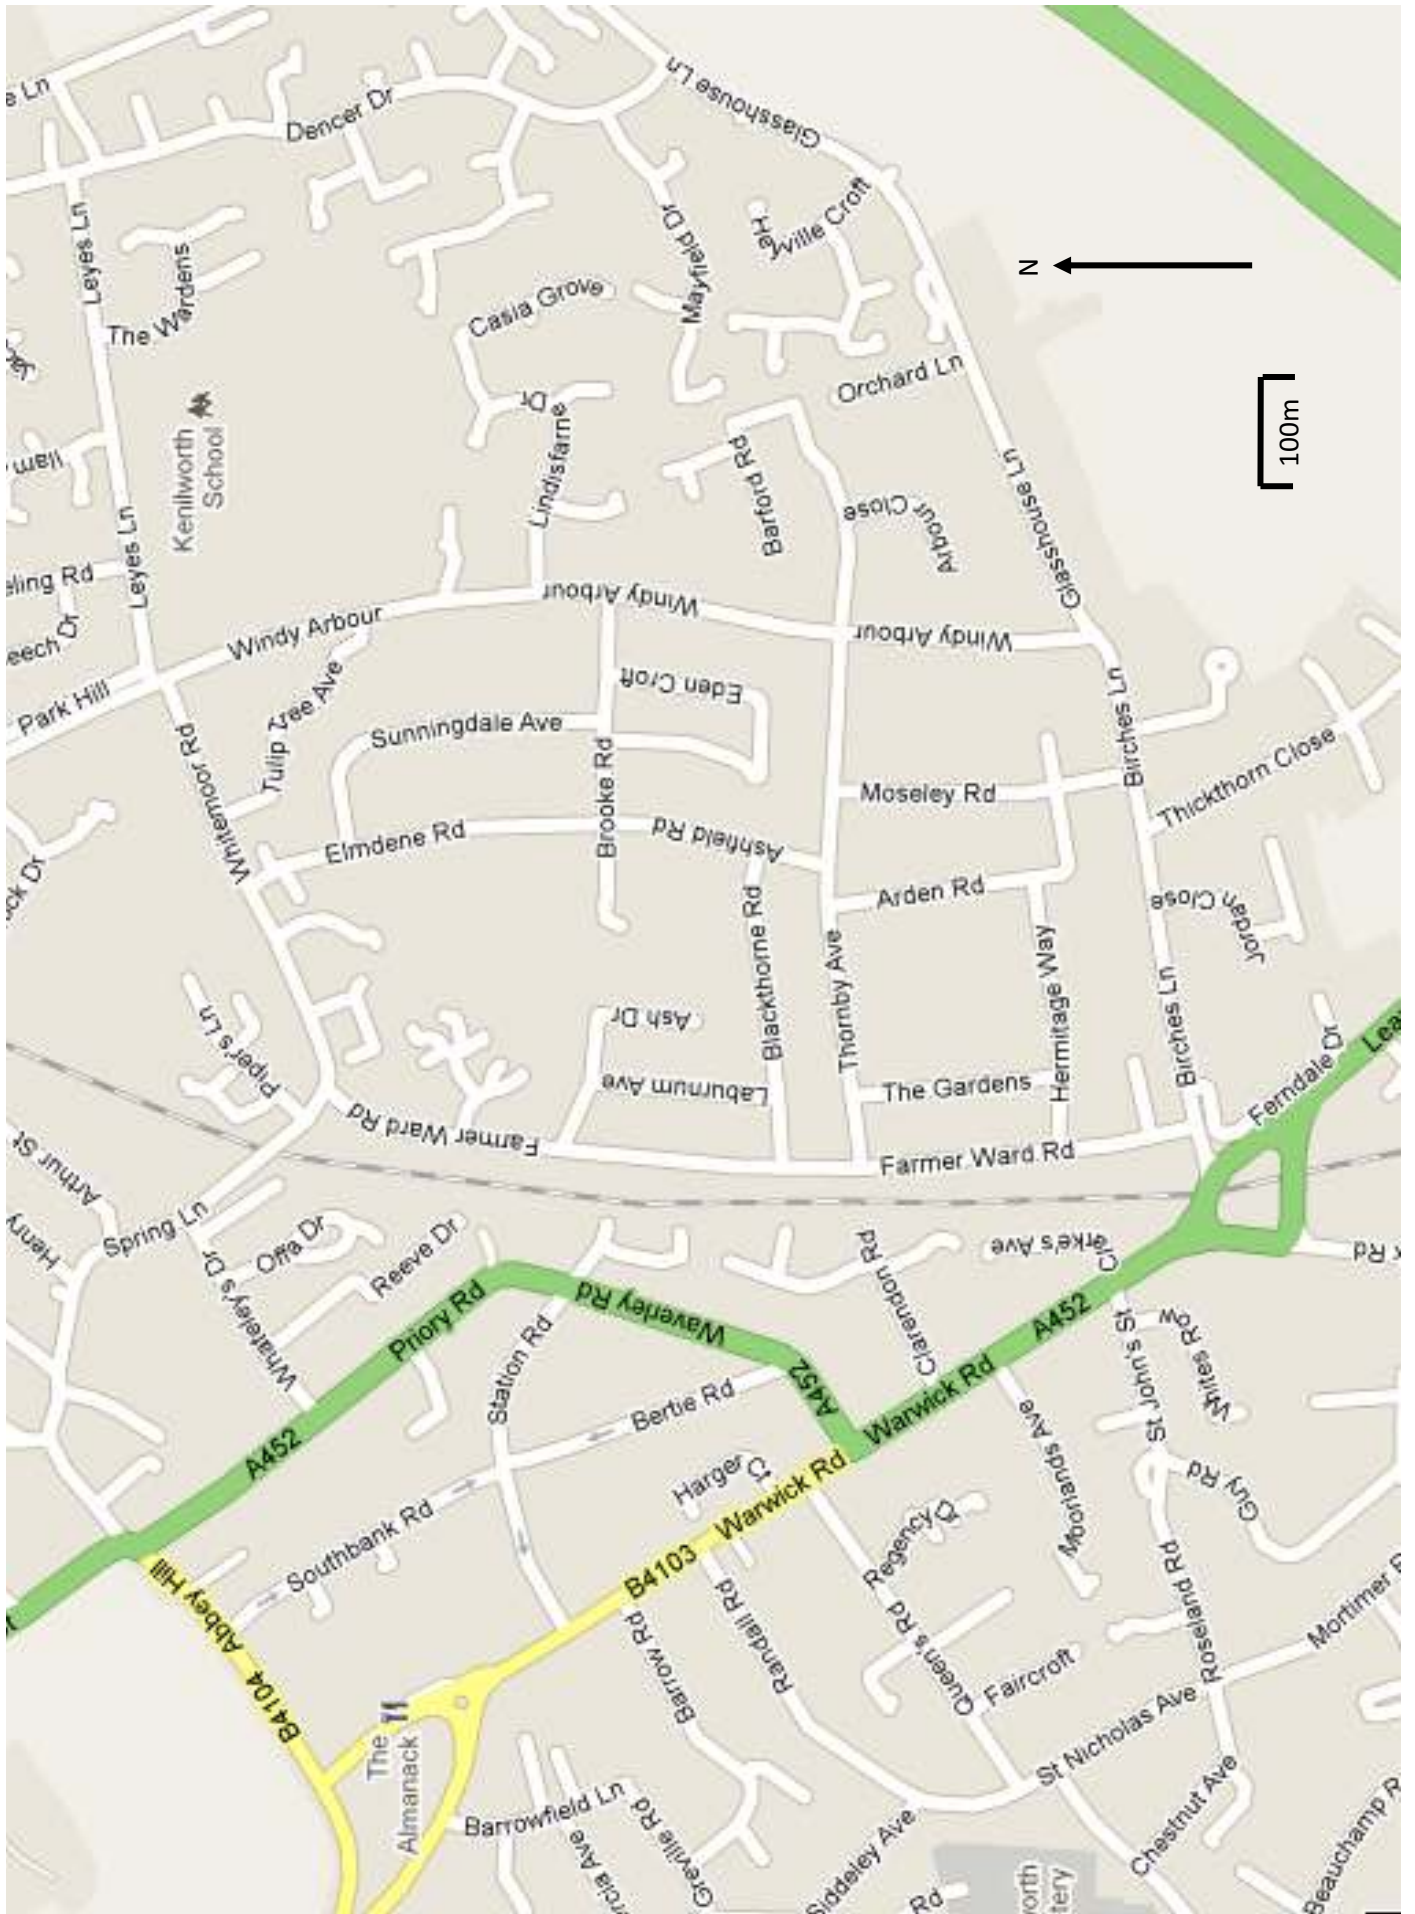 Leyes Ln
Dencer Dr
Glasshouse Ln
Leyes Ln
The Wardens
Mayfield Dr
Ville Croft
N
Casia Grove
Kenilworth
School
Lindisfarne
Dr
Orchard Ln
100m
Barford Rd
Arbour Close
Glasshouse Ln
Leyes Ln
Park Hill
Windy Arbour
Windy Arbour
Windy Arbour
Tulip Tree Ave
Eden Croft
Sunningdale Ave
Brooke Rd
Whitemoor Rd
Elmdene Rd
Ashfield Rd
Moseley Rd
Birches Ln
Thickthorn Close
Arden Rd
Jordan Close
Blackthorne Rd
Thornby Ave
Hermitage Way
Birches Ln
Piper's Ln
Ash Dr
Laburnum Ave
The Gardens
Ferndale Dr
Farmer Ward Rd
Farmer Ward Rd
Arthur St
Henry
Spring Ln
Whateley's Dr
Offa Dr
Reeve Dr
Priory Rd
Waverley Rd
A452
Station Rd
Clarendon Rd
Clarke's Ave
A452
Warwick Rd
A452
Bertie Rd
Southbank Rd
Harger Ct
Warwick Rd
B4103
Moorlands Ave
St John's St
Whites Row
Guy Rd
Regency Dr
Abbey Hill
B4104
Barrow Rd
Randall Rd
Queen's Rd
Faircroft
Roseland Rd
Mortimer
The
Almanack
St Nicholas Ave
Barrowfield Ln
Greville Rd
Siddeley Ave
Chestnut Ave
Beauchamp
Rd